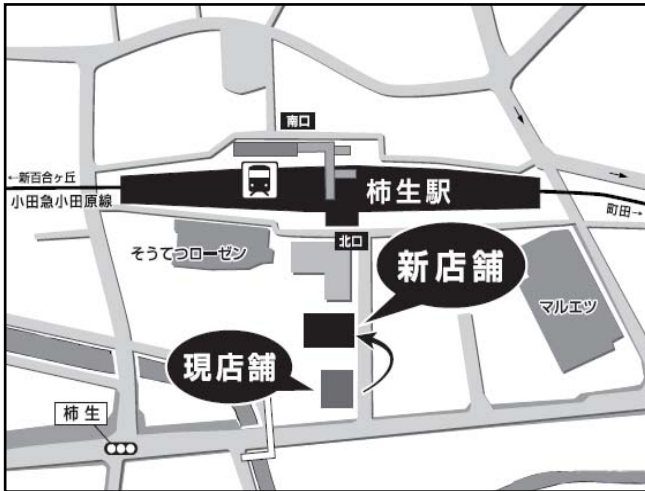 南口
←新百合ヶ丘
小田急小田原線
柿生駅
町田→
北口
そうてつローゼン
新店舗
マルエツ
現店舗
柿生